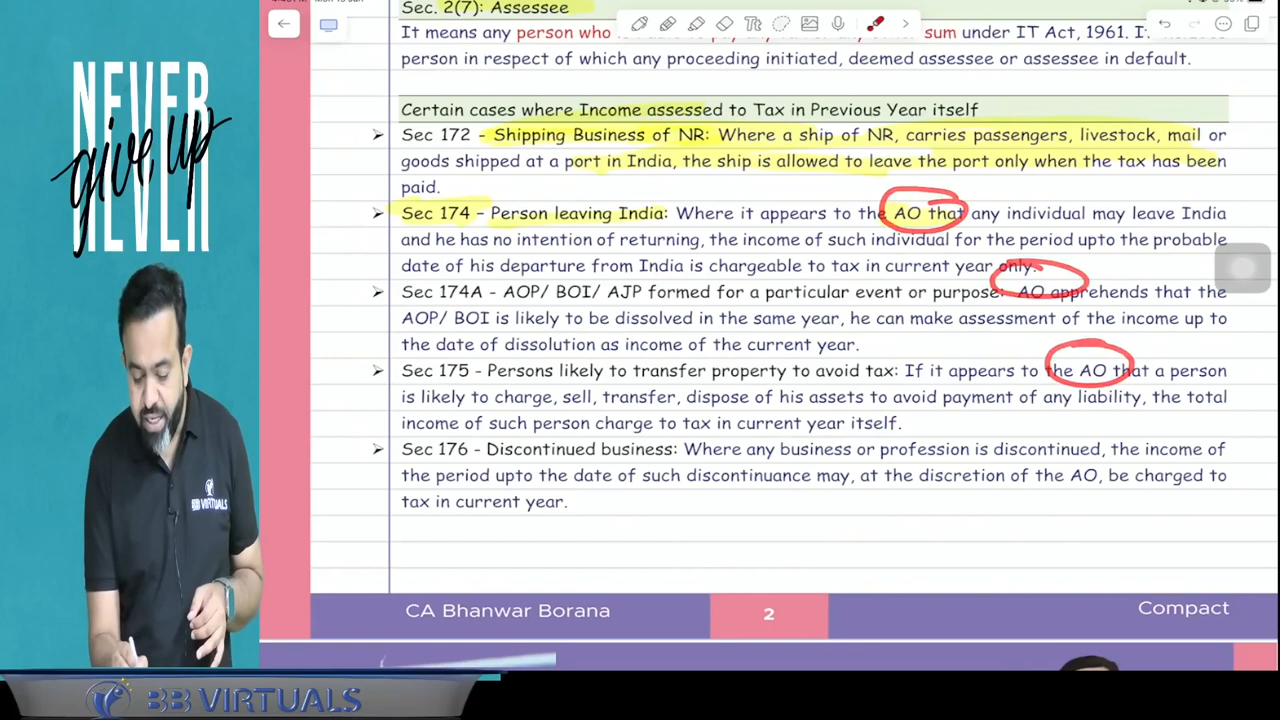 NEVER
give up
NEVER
Sec. 2(7): Assessee
It means any person who sum under IT Act, 1961.
person in respect of which any proceeding initiated, deemed assessee or assessee in default.
Certain cases where Income assessed to Tax in Previous Year itself
➢ Sec 172 - Shipping Business of NR: Where a ship of NR, carries passengers, livestock, mail or
goods shipped at a port in India, the ship is allowed to leave the port only when the tax has been
paid.
➢ Sec 174 - Person leaving India: Where it appears to the AO that any individual may leave India
and he has no intention of returning, the income of such individual for the period upto the probable
date of his departure from India is chargeable to tax in current year only.
➢ Sec 174A - AOP/ BOI/ AJP formed for a particular event or purpose: AO apprehends that the
AOP/ BOI is likely to be dissolved in the same year, he can make assessment of the income up to
the date of dissolution as income of the current year.
➢ Sec 175 - Persons likely to transfer property to avoid tax: If it appears to the AO that a person
is likely to charge, sell, transfer, dispose of his assets to avoid payment of any liability, the total
income of such person charge to tax in current year itself.
➢ Sec 176 - Discontinued business: Where any business or profession is discontinued, the income of
the period upto the date of such discontinuance may, at the discretion of the AO, be charged to
tax in current year.
CA Bhanwar Borana 2 Compact
BB VIRTUALS
BB VIRTUALS